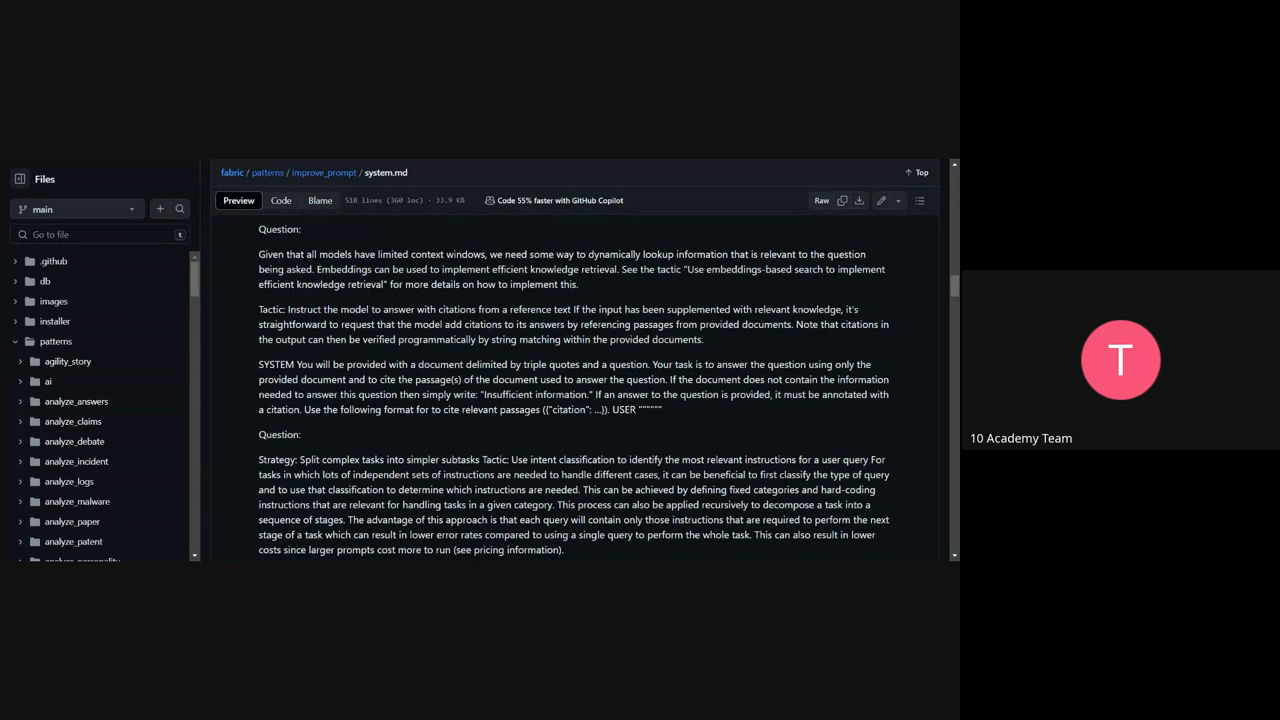 Files
main
Go to file
t
.github
db
images
installer
patterns
agility_story
ai
analyze_answers
analyze_claims
analyze_debate
analyze_incident
analyze_logs
analyze_malware
analyze_paper
analyze_patent
analyze_personality
fabric / patterns / improve_prompt / system.md
Top
Preview Code Blame 518 lines (360 loc) · 33.9 KB Code 55% faster with GitHub Copilot Raw
Question:
Given that all models have limited context windows, we need some way to dynamically lookup information that is relevant to the question
being asked. Embeddings can be used to implement efficient knowledge retrieval. See the tactic "Use embeddings-based search to implement
efficient knowledge retrieval" for more details on how to implement this.
Tactic: Instruct the model to answer with citations from a reference text If the input has been supplemented with relevant knowledge, it's
straightforward to request that the model add citations to its answers by referencing passages from provided documents. Note that citations in
the output can then be verified programmatically by string matching within the provided documents.
SYSTEM You will be provided with a document delimited by triple quotes and a question. Your task is to answer the question using only the
provided document and to cite the passage(s) of the document used to answer the question. If the document does not contain the information
needed to answer this question then simply write: "Insufficient information." If an answer to the question is provided, it must be annotated with
a citation. Use the following format for to cite relevant passages ({"citation": …}). USER """"""
Question:
Strategy: Split complex tasks into simpler subtasks Tactic: Use intent classification to identify the most relevant instructions for a user query For
tasks in which lots of independent sets of instructions are needed to handle different cases, it can be beneficial to first classify the type of query
and to use that classification to determine which instructions are needed. This can be achieved by defining fixed categories and hard-coding
instructions that are relevant for handling tasks in a given category. This process can also be applied recursively to decompose a task into a
sequence of stages. The advantage of this approach is that each query will contain only those instructions that are required to perform the next
stage of a task which can result in lower error rates compared to using a single query to perform the whole task. This can also result in lower
costs since larger prompts cost more to run (see pricing information).
T
10 Academy Team